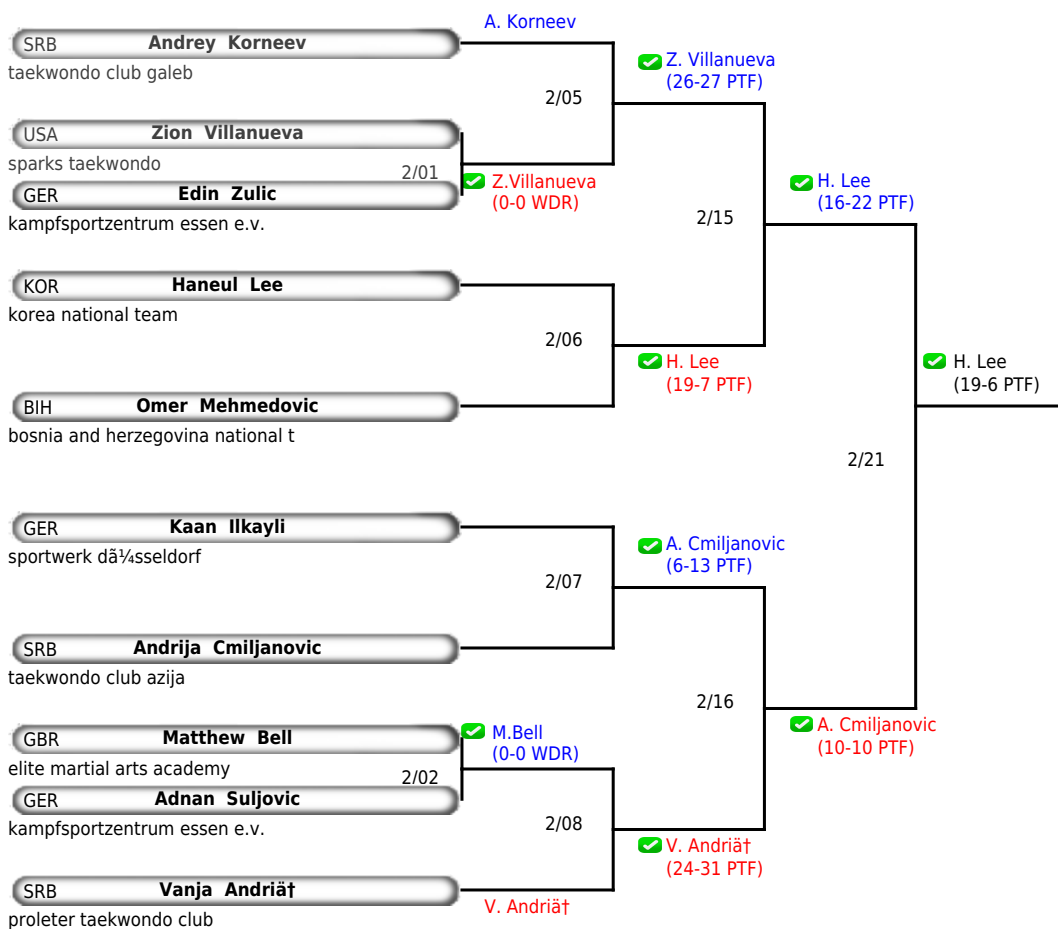 A. Korneev
SRB Andrey Korneev
taekwondo club galeb
Z. Villanueva
(26-27 PTF)
2/05
USA Zion Villanueva
sparks taekwondo
2/01
Z.Villanueva
(0-0 WDR)
GER Edin Zulic
kampfsportzentrum essen e.v.
H. Lee
(16-22 PTF)
2/15
KOR Haneul Lee
korea national team
2/06
H. Lee
(19-7 PTF)
H. Lee
(19-6 PTF)
BIH Omer Mehmedovic
bosnia and herzegovina national t
2/21
GER Kaan Ilkayli
sportwerk dã¼sseldorf
A. Cmiljanovic
(6-13 PTF)
2/07
SRB Andrija Cmiljanovic
taekwondo club azija
2/16
A. Cmiljanovic
(10-10 PTF)
GBR Matthew Bell
elite martial arts academy
M.Bell
(0-0 WDR)
2/02
GER Adnan Suljovic
kampfsportzentrum essen e.v.
2/08
V. Andriä†
(24-31 PTF)
SRB Vanja Andriä†
proleter taekwondo club
V. Andriä†